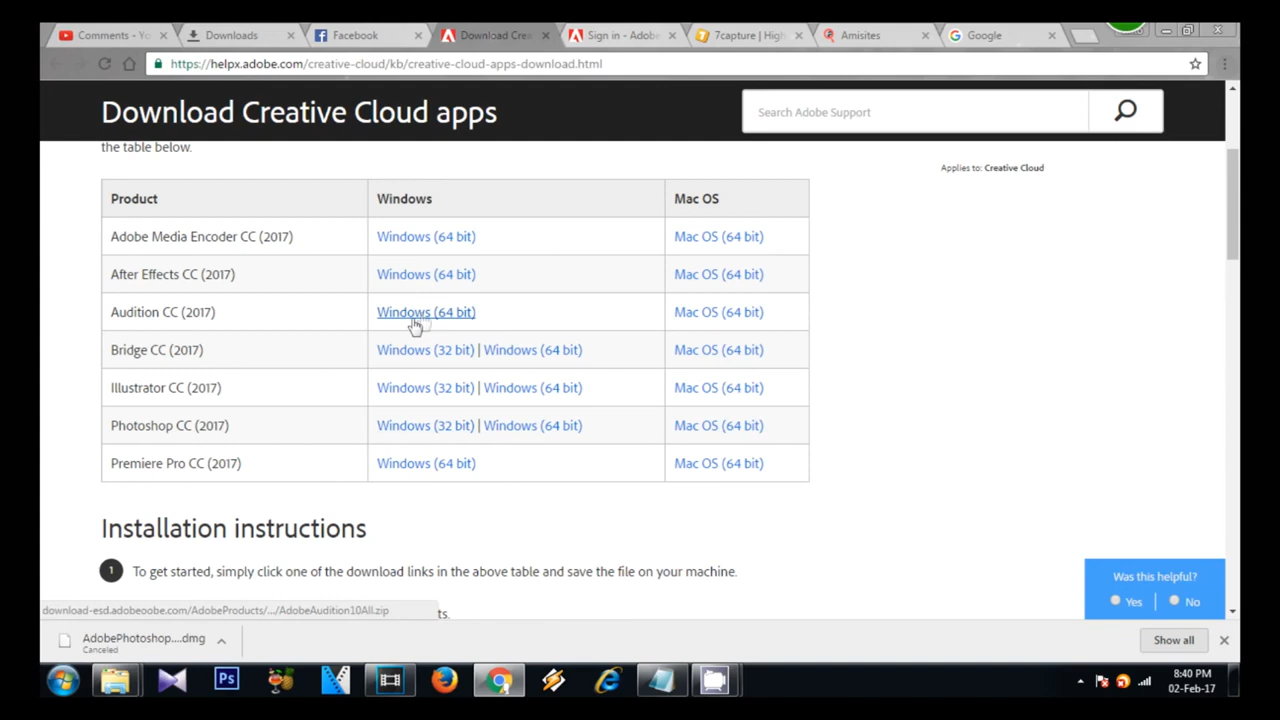 Comments - Yo
Downloads
Facebook
Download Crea
Sign in - Adobe
7capture | High
Amisites
Google
https://helpx.adobe.com/creative-cloud/kb/creative-cloud-apps-download.html
Download Creative Cloud apps
Search Adobe Support
the table below.
Applies to: Creative Cloud
Product Windows Mac OS
Adobe Media Encoder CC (2017) Windows (64 bit) Mac OS (64 bit)
After Effects CC (2017) Windows (64 bit) Mac OS (64 bit)
Audition CC (2017) Windows (64 bit) Mac OS (64 bit)
Bridge CC (2017) Windows (32 bit) | Windows (64 bit) Mac OS (64 bit)
Illustrator CC (2017) Windows (32 bit) | Windows (64 bit) Mac OS (64 bit)
Photoshop CC (2017) Windows (32 bit) | Windows (64 bit) Mac OS (64 bit)
Premiere Pro CC (2017) Windows (64 bit) Mac OS (64 bit)
Installation instructions
1 To get started, simply click one of the download links in the above table and save the file on your machine.
Was this helpful?
Yes | No
download-esd.adobeoobe.com/AdobeProducts/.../AdobeAudition10All.zip
ts.
AdobePhotoshop....dmg
Canceled
Show all
Ps
8:40 PM
02-Feb-17